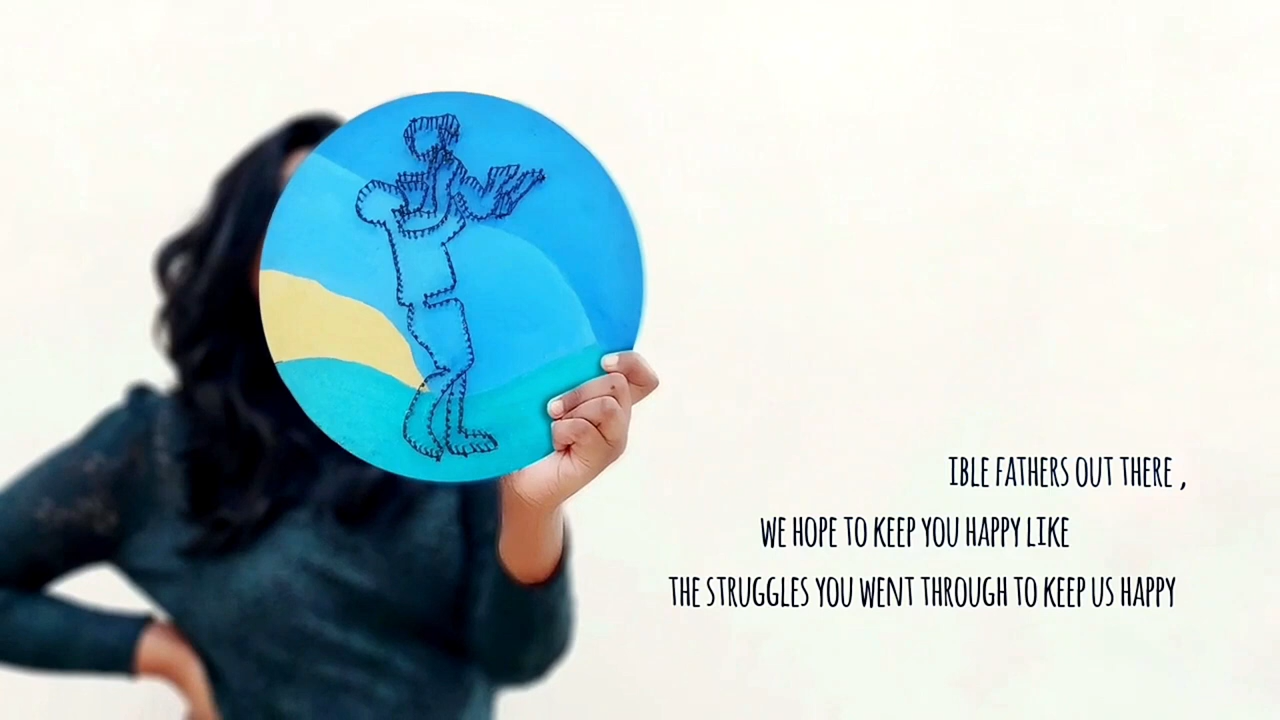 IBLE FATHERS OUT THERE ,
WE HOPE TO KEEP YOU HAPPY LIKE
THE STRUGGLES YOU WENT THROUGH TO KEEP US HAPPY